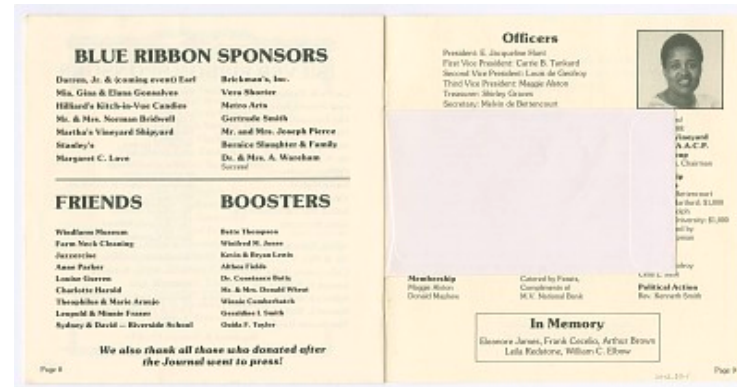 BLUE RIBBON SPONSORS
Darren, Jr. & (coming event) Earl
Mia, Gina & Elana Gonsalves
Hilliard's Kitch-in-Vue Candies
Mr. & Mrs. Norman Bridwell
Martha's Vineyard Shipyard
Stanley's
Margaret C. Love
Brickman's, Inc.
Vera Shorter
Metro Arts
Gertrude Smith
Mr. and Mrs. Joseph Pierce
Bernice Slaughter & Family
Dr. & Mrs. A. Wareham
Success!
FRIENDS
Windfarm Museum
Farm Neck Cleaning
Jazzercise
Anne Parker
Louise Gurren
Charlotte Harald
Theophilus & Marie Araujo
Leopold & Minnie Frazer
Sydney & David — Riverside School
BOOSTERS
Bette Thompson
Winifred M. Jones
Kevin & Bryan Lewis
Althea Fields
Dr. Constance Batty
Mr. & Mrs. Donald Wheat
Winnie Cumberbatch
Geraldine I. Smith
Ouida F. Taylor
We also thank all those who donated after
the Journal went to press!
Page 8
Officers
President: E. Jacqueline Hunt
First Vice President: Carrie B. Tankard
Second Vice President: Louis de Geofroy
Third Vice President: Maggie Alston
Treasurer: Shirley Graves
Secretary: Melvin de Bettencourt
Membership
Maggie Alston
Donald Mayhew
Catered by Feasts,
Compliments of
M.V. National Bank
Political Action
Rev. Kenneth Smith
In Memory
Eleonore James, Frank Cecelio, Arthur Brown
Leila Redstone, William C. Elbow
Page 9